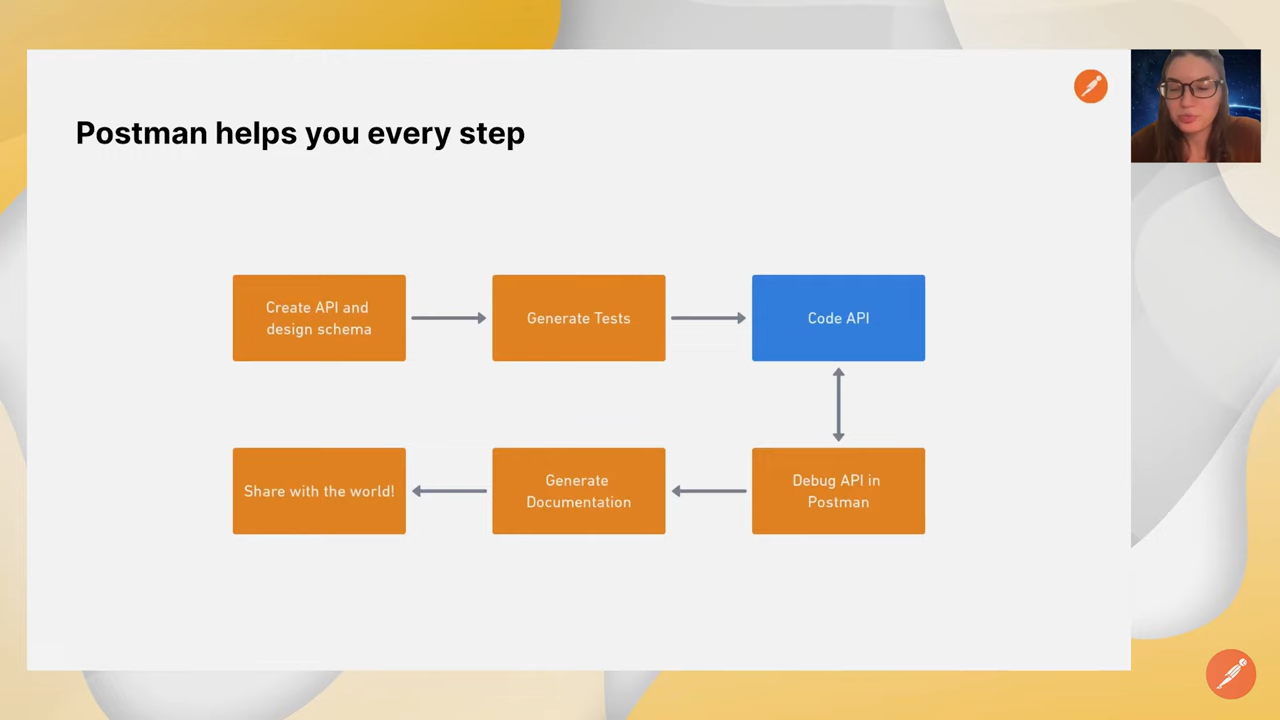 Postman helps you every step
Create API and
design schema
Generate Tests
Code API
Share with the world!
Generate
Documentation
Debug API in
Postman